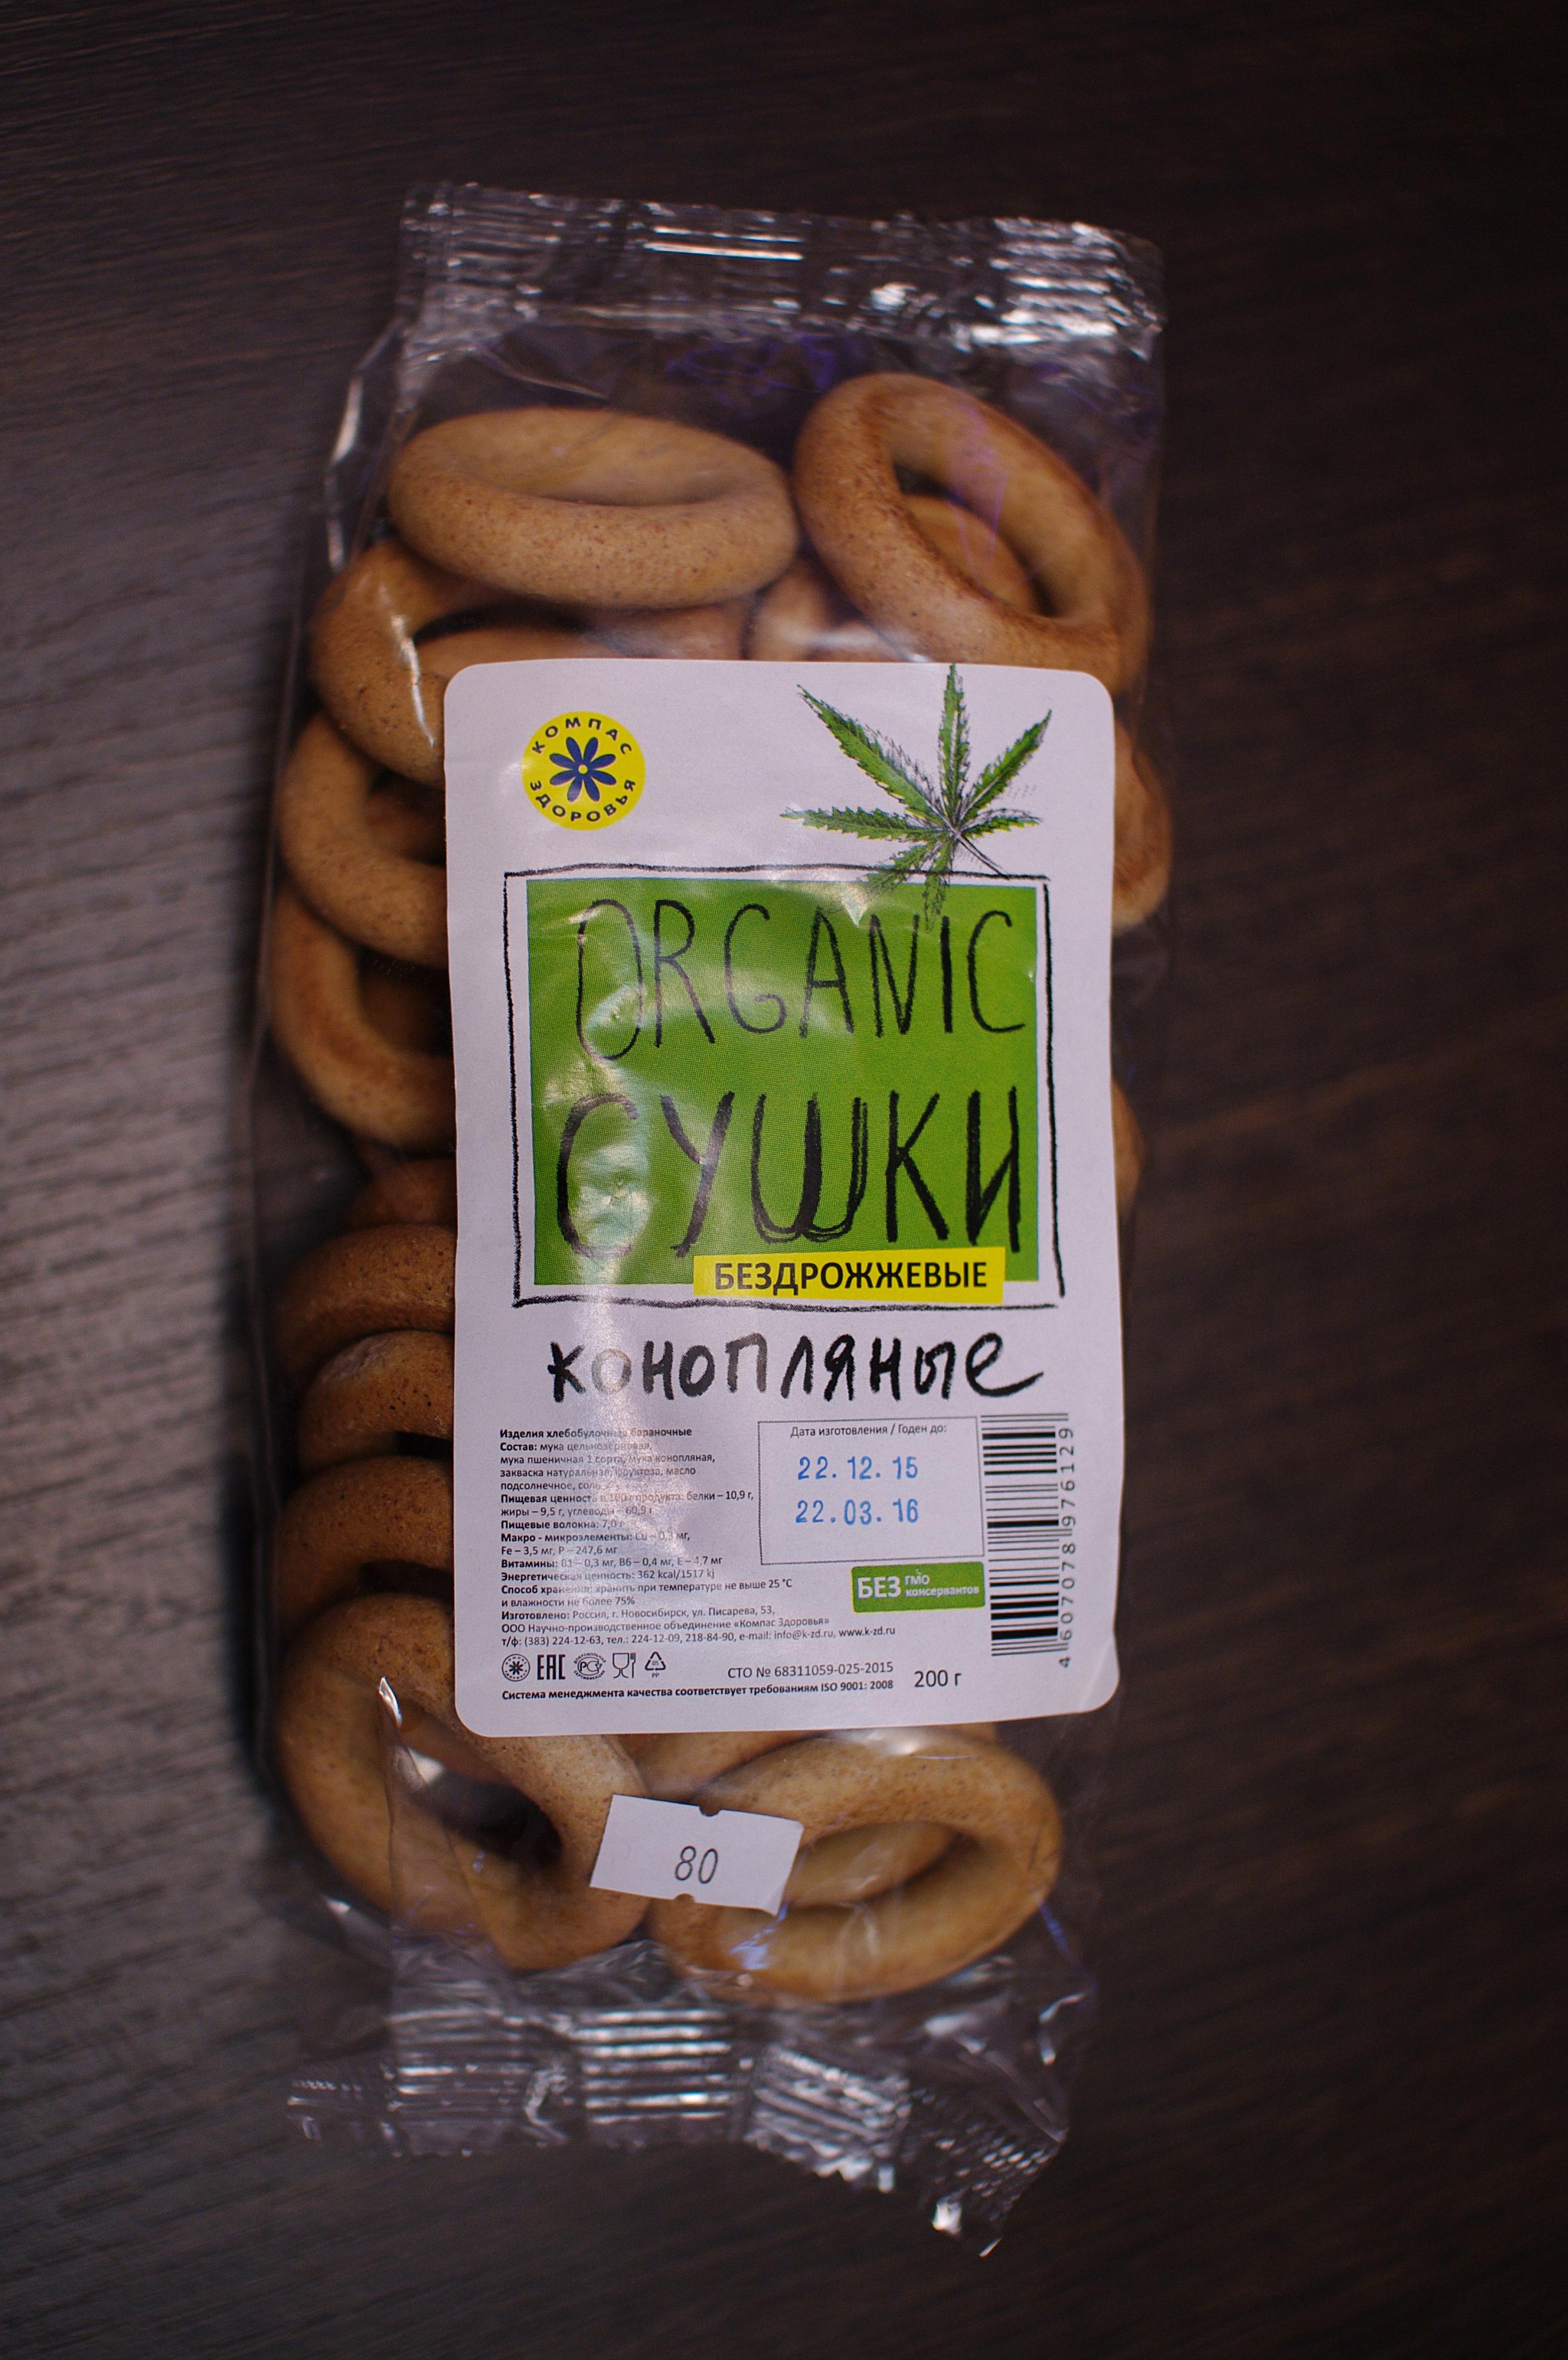 КОМПАС
ЗДОРОВЬЯ
ORGANIC
СУШКИ
БЕЗДРОЖЖЕВЫЕ
конопляные
Изделия хлебобулочные бараночные
Состав: мука цельнозерновая,
мука пшеничная 1 сорта, мука конопляная,
закваска натуральная, фруктоза, масло
подсолнечное, соль
Пищевая ценность в 100 г продукта: белки – 10,9 г,
жиры – 9,5 г, углеводы – 60,9 г
Пищевые волокна: 7,0 г
Макро - микроэлементы: Cu – 0,3 мг,
Fe – 3,5 мг, P – 247,6 мг
Витамины: B1 – 0,3 мг, B6 – 0,4 мг, E – 4,7 мг
Энергетическая ценность: 362 kcal/1517 kj
Способ хранения: хранить при температуре не выше 25 °С
и влажности не более 75%
Изготовлено: Россия, г. Новосибирск, ул. Писарева, 53,
ООО Научно-производственное объединение «Компас Здоровья»
т/ф: (383) 224-12-63, тел.: 224-12-09, 218-84-90, e-mail: info@k-zd.ru, www.k-zd.ru
Дата изготовления / Годен до:
22.12.15
22.03.16
БЕЗ ГМО
консервантов
4 607078 976129
ЕАС
РСТ
PP
СТО № 68311059-025-2015
200 г
Система менеджмента качества соответствует требованиям ISO 9001: 2008
80